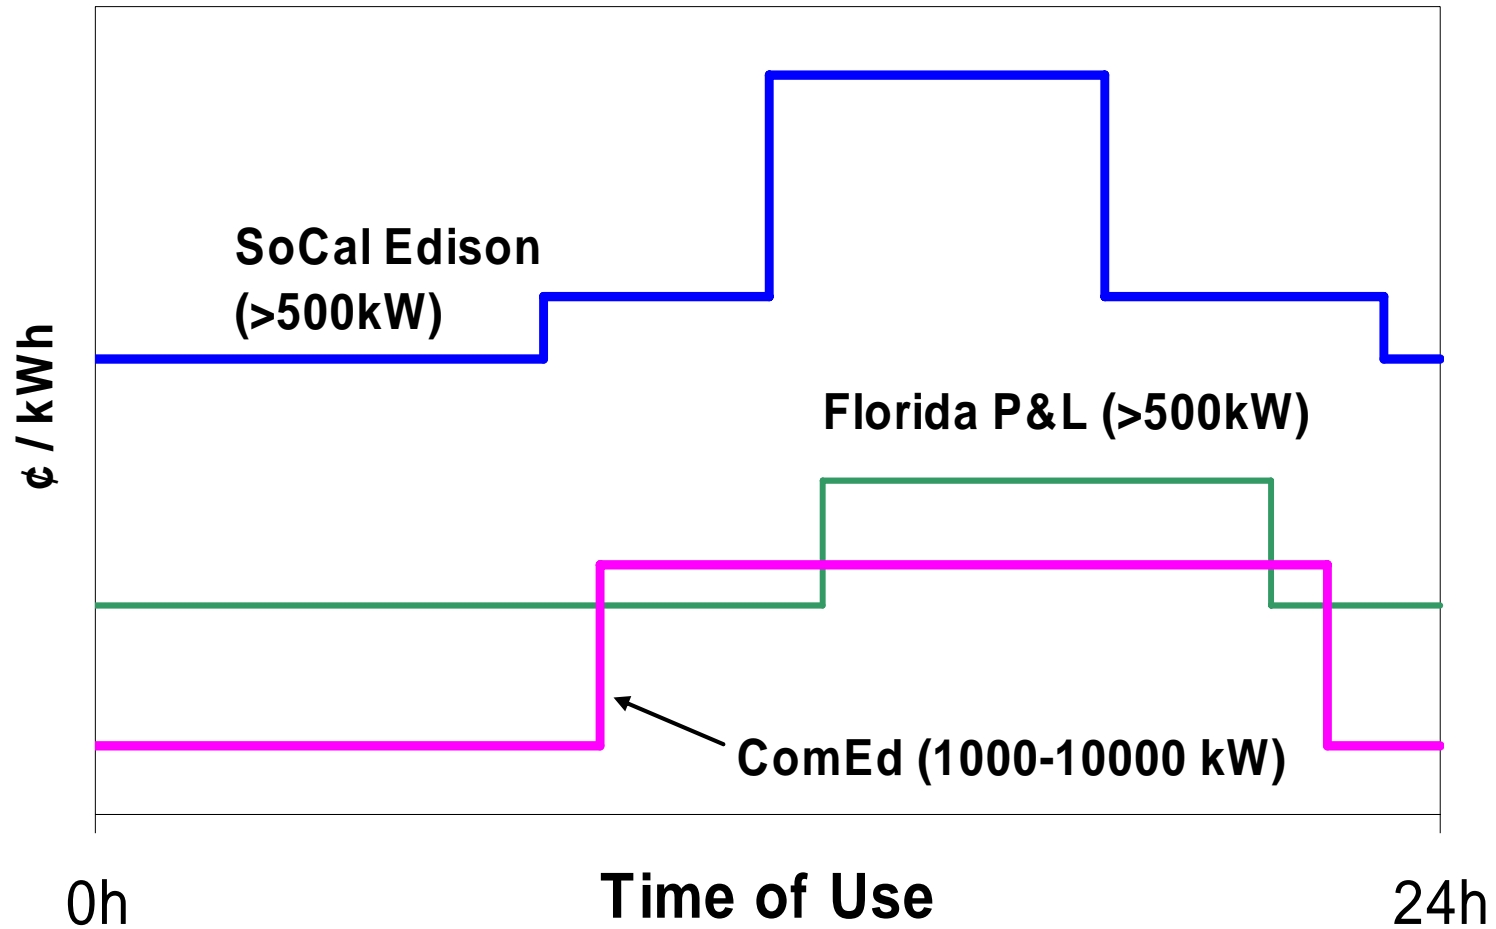 SoCal Edison
(>500kW)
¢ / kWh
Florida P&L (>500kW)
ComEd (1000-10000 kW)
0h
Time of Use
24h